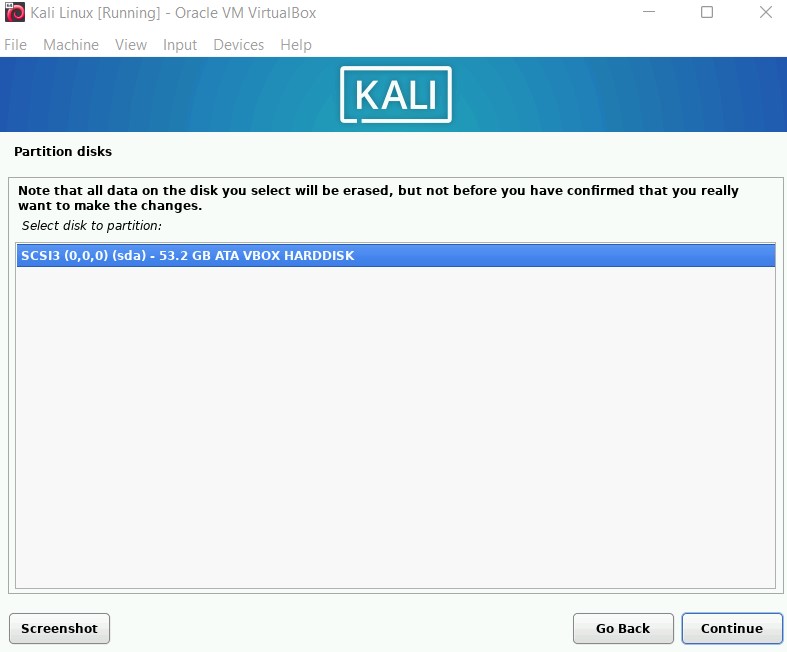 Kali Linux [Running] - Oracle VM VirtualBox
File Machine View Input Devices Help
KALI
Partition disks
Note that all data on the disk you select will be erased, but not before you have confirmed that you really
want to make the changes.
Select disk to partition:
SCSI3 (0,0,0) (sda) - 53.2 GB ATA VBOX HARDDISK
Screenshot Go Back Continue